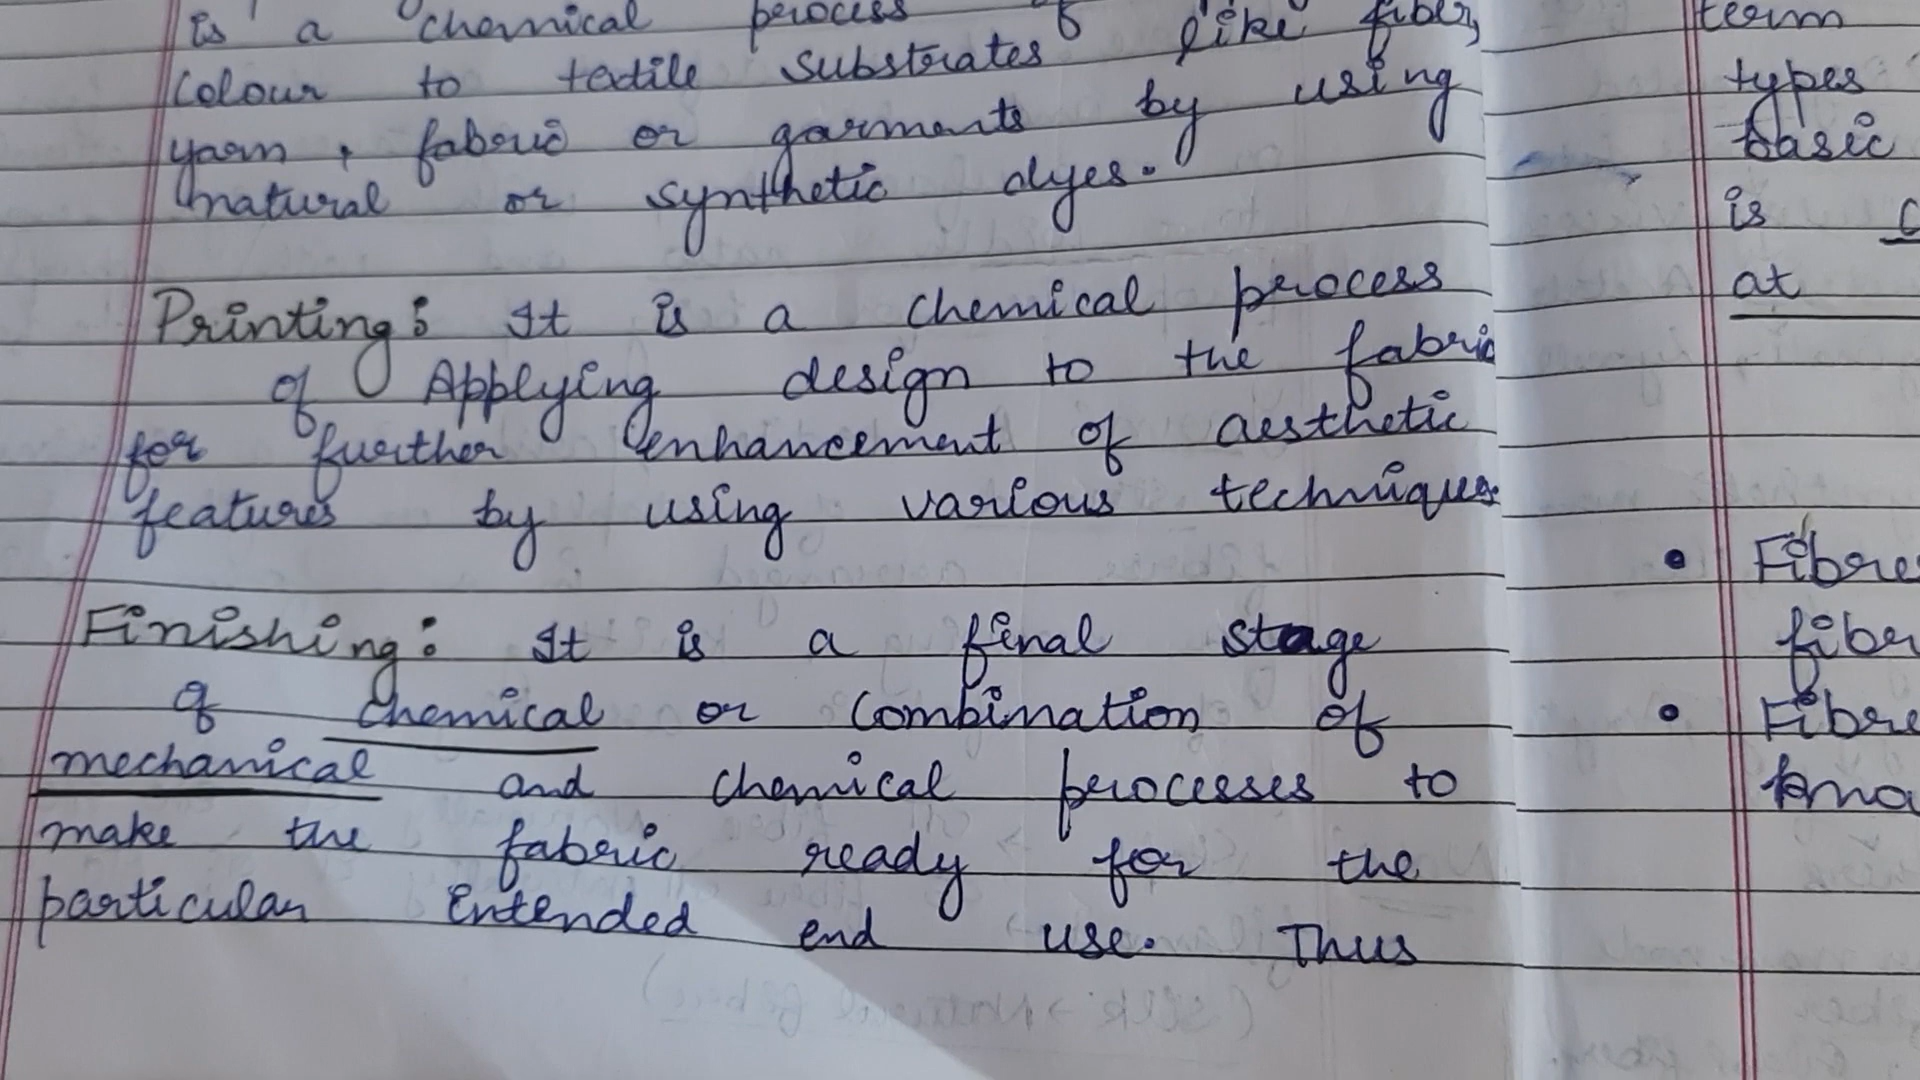 is a chemical process of
colour to textile substrates like fiber,
yarn, fabric or garments by using
natural or synthetic dyes.
Printing: It is a chemical process
of Applying design to the fabric
for further enhancement of aesthetic
features by using various techniques.
Finishing: It is a final stage
of chemical or combination of
mechanical and chemical processes to
make the fabric ready for the
particular intended end use. Thus
term
types
basic
is
at
• Fibre
fiber
• Fibre